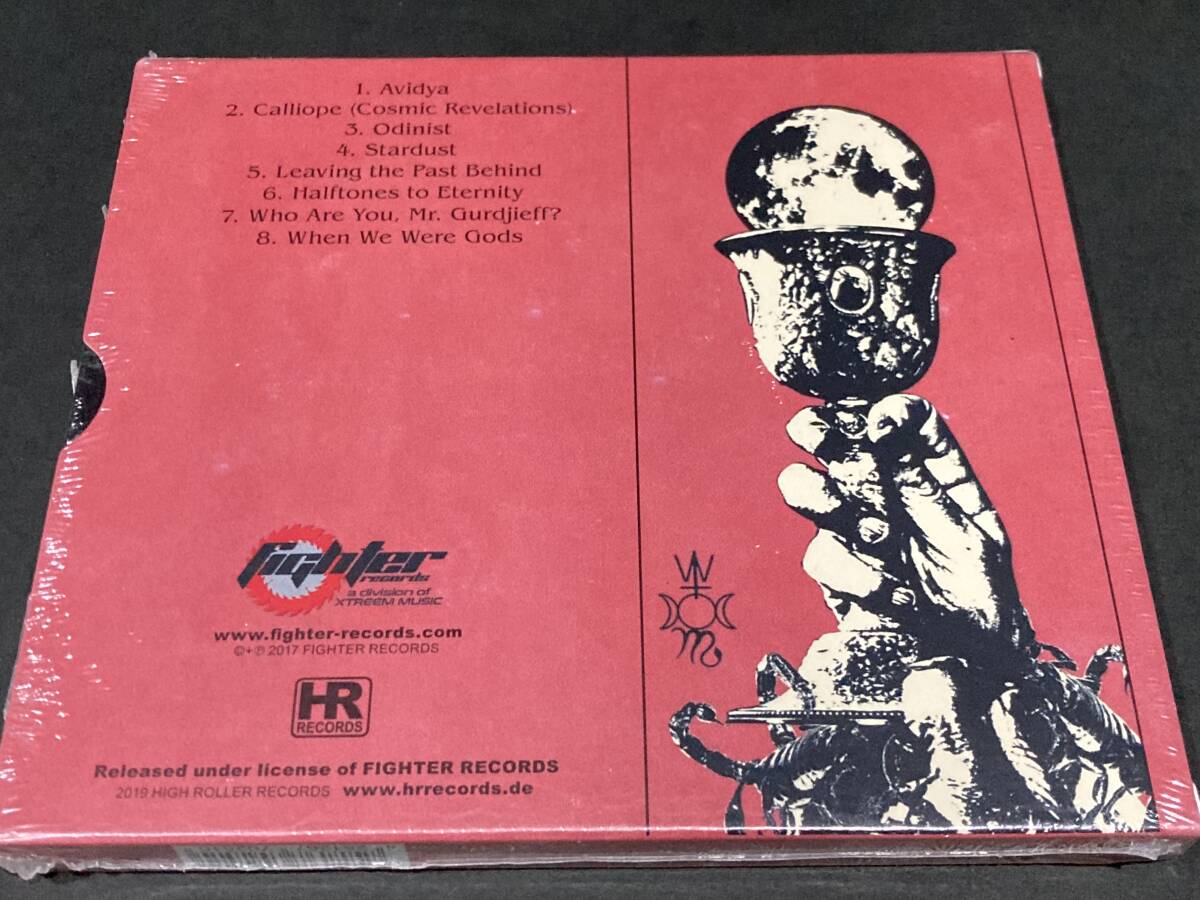 1. Avidya
2. Calliope (Cosmic Revelations)
3. Odinist
4. Stardust
5. Leaving the Past Behind
6. Halftones to Eternity
7. Who Are You, Mr. Gurdjieff?
8. When We Were Gods
fighter
records
a division of
XTREEM MUSIC
www.fighter-records.com
©+℗ 2017 FIGHTER RECORDS
HR
RECORDS
Released under license of FIGHTER RECORDS
2019 HIGH ROLLER RECORDS www.hrrecords.de